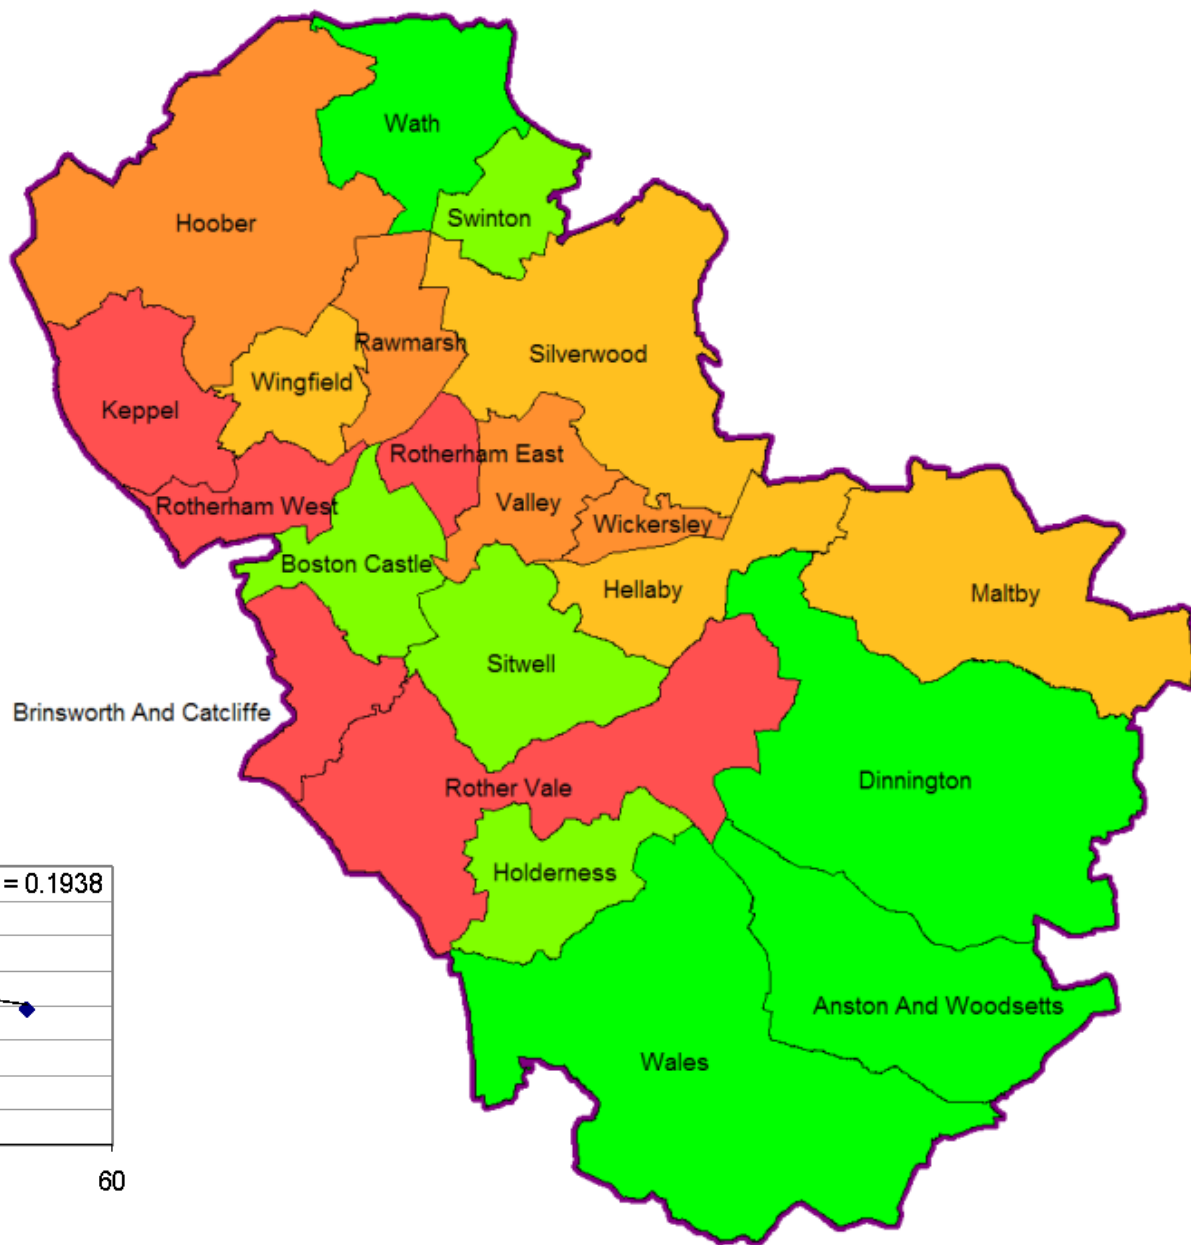 Wath
Swinton
Hoober
Rawmarsh
Silverwood
Wingfield
Keppel
Rotherham East
Rotherham West
Valley
Wickersley
Boston Castle
Hellaby
Maltby
Sitwell
Brinsworth And Catcliffe
Rother Vale
Dinnington
Holderness
= 0.1938
Anston And Woodsetts
Wales
60